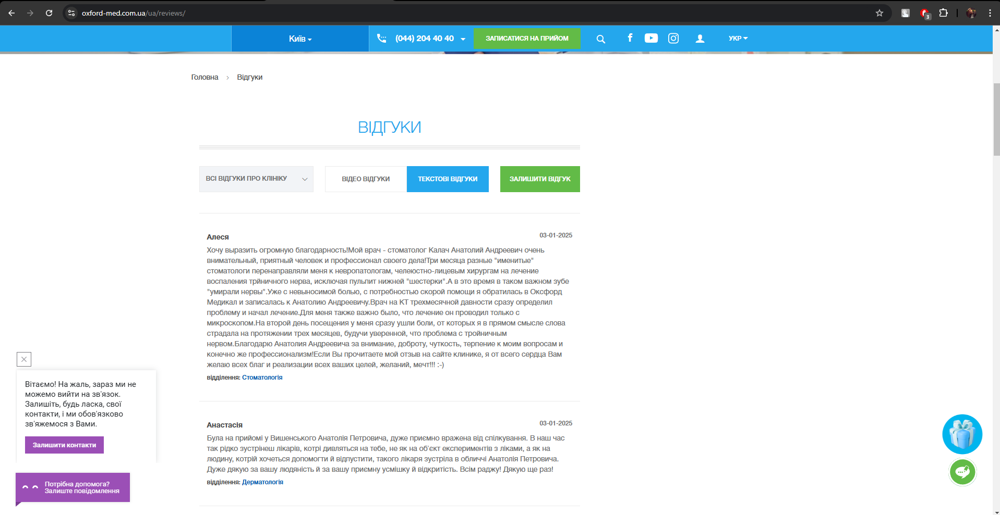 oxford-med.com.ua/ua/reviews/
3
Київ
(044) 204 40 40
ЗАПИСАТИСЯ НА ПРИЙОМ
f
УКР
Головна > Відгуки
ВІДГУКИ
ВСІ ВІДГУКИ ПРО КЛІНІКУ
ВІДЕО ВІДГУКИ
ТЕКСТОВІ ВІДГУКИ
ЗАЛИШИТИ ВІДГУК
Алеся
03-01-2025
Хочу выразить огромную благодарность!Мой врач - стоматолог Калач Анатолий Андреевич очень
внимательный, приятный человек и профессионал своего дела!Три месяца разные "именитые"
стоматологи перенаправляли меня к невропатологам, челеюстно-лицевым хирургам на лечение
воспаления трйничного нерва, исключая пульпит нижней "шестерки".А в это время в таком важном зубе
"умирали нервы".Уже с невыносимой болью, с потребностью скорой помощи я обратилась в Оксфорд
Медикал и записалась к Анатолию Андреевичу.Врач на КТ трехмесячной давности сразу определил
проблему и начал лечение.Для меня также важно было, что лечение он проводил только с
микроскопом.На второй день посещения у меня сразу ушли боли, от которых я в прямом смысле слова
страдала на протяжении трех месяцев, будучи уверенной, что проблема с тройничным
нервом.Благодарю Анатолия Андреевича за внимание, доброту, чуткость, терпение к моим вопросам и
конечно же профессионализм!Если Вы прочитаете мой отзыв на сайте клинике, я от всего сердца Вам
желаю всех благ и реализации всех ваших целей, желаний, мечт!!! :-)
відділення: Стоматологія
Анастасія
03-01-2025
Була на прийомі у Вишенського Анатолія Петровича, дуже приємно вражена від спілкування. В наш час
так рідко зустрінеш лікарів, котрі дивляться на тебе, не як на об'єкт експериментів з ліками, а як на
людину, котрій хочеться допомогти й відпустити, такого лікаря зустріла в обличчі Анатолія Петровича.
Дуже дякую за вашу людяність й за вашу приємну усмішку й відкритість. Всім раджу! Дякую ще раз!
відділення: Дерматологія
Вітаємо! На жаль, зараз ми не
можемо вийти на зв'язок.
Залишіть, будь ласка, свої
контакти, і ми обов'язково
зв'яжемося з Вами.
Залишити контакти
Потрібна допомога?
Залиште повідомлення